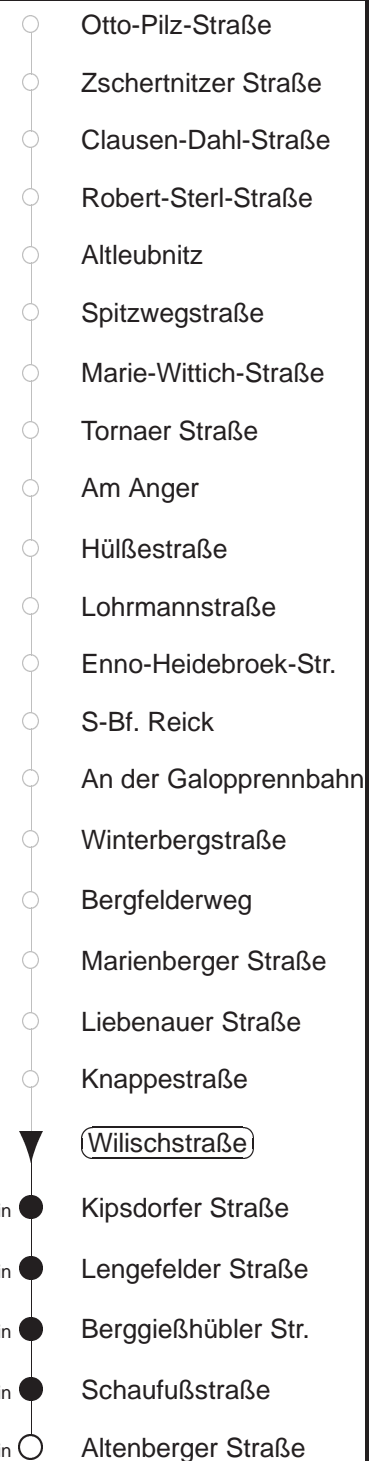 Otto-Pilz-Straße
Zschertnitzer Straße
Clausen-Dahl-Straße
Robert-Sterl-Straße
Altleubnitz
Spitzwegstraße
Marie-Wittich-Straße
Tornaer Straße
Am Anger
Hülßestraße
Lohrmannstraße
Enno-Heidebroek-Str.
S-Bf. Reick
An der Galopprennbahn
Winterbergstraße
Bergfelderweg
Marienberger Straße
Liebenauer Straße
Knappestraße
Wilischstraße
Kipsdorfer Straße
Lengefelder Straße
Berggießhübler Str.
Schaufußstraße
Altenberger Straße